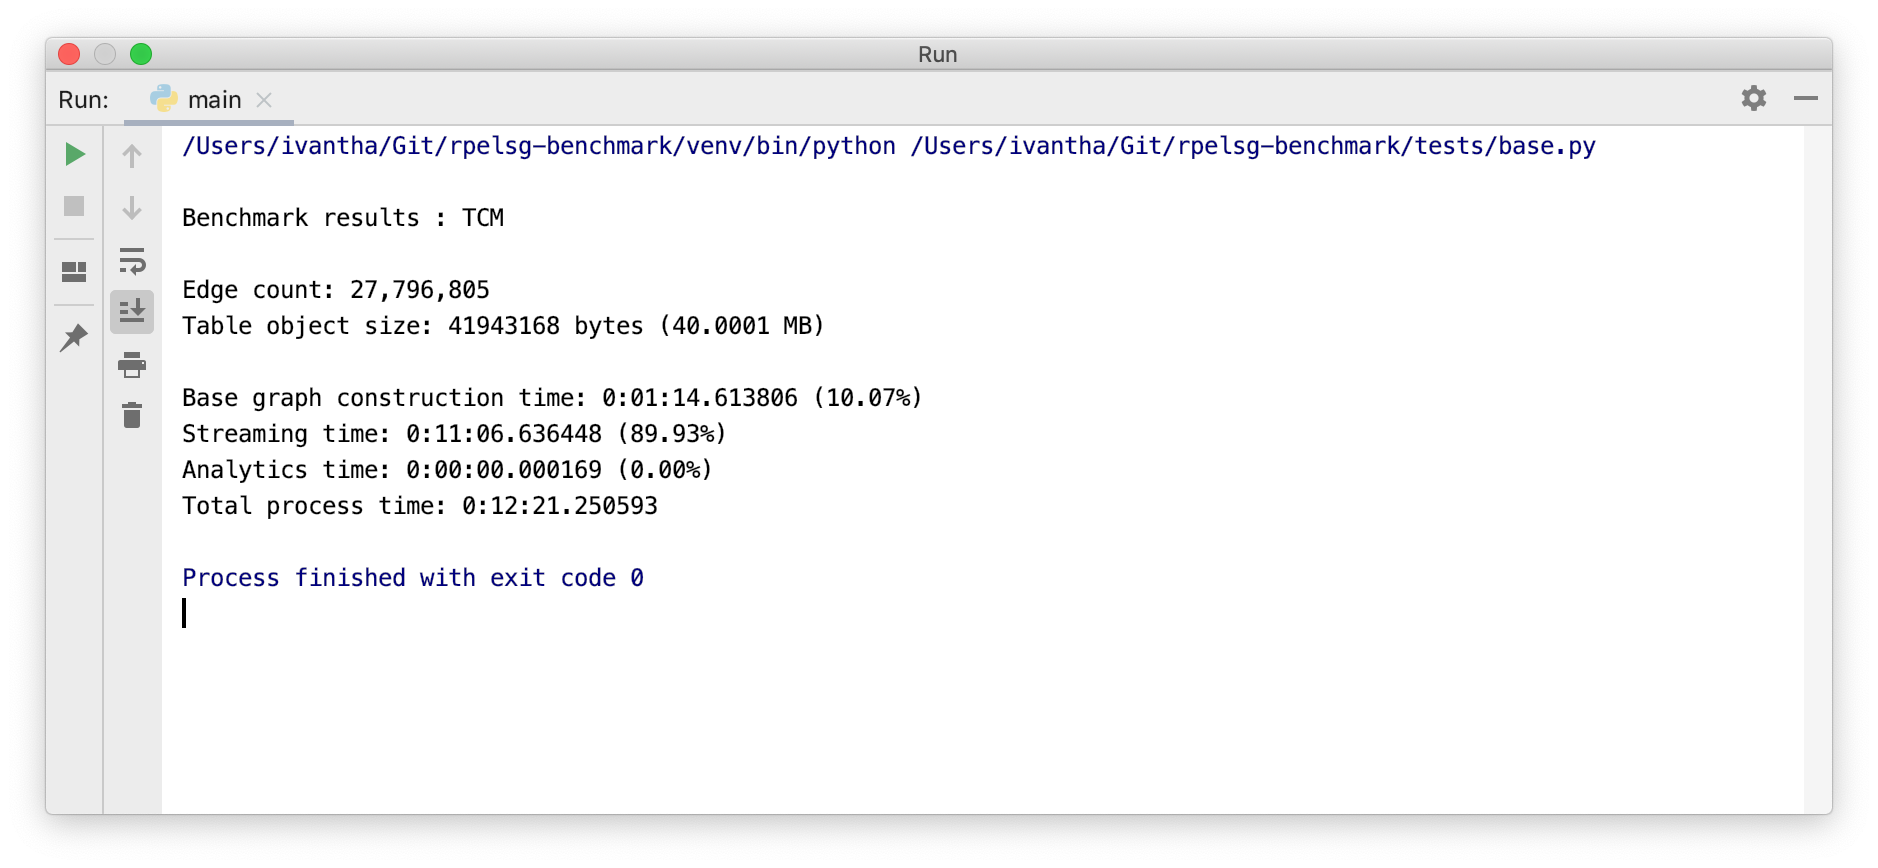 Run
Run: main
/Users/ivantha/Git/rpelsg-benchmark/venv/bin/python /Users/ivantha/Git/rpelsg-benchmark/tests/base.py
Benchmark results : TCM
Edge count: 27,796,805
Table object size: 41943168 bytes (40.0001 MB)
Base graph construction time: 0:01:14.613806 (10.07%)
Streaming time: 0:11:06.636448 (89.93%)
Analytics time: 0:00:00.000169 (0.00%)
Total process time: 0:12:21.250593
Process finished with exit code 0